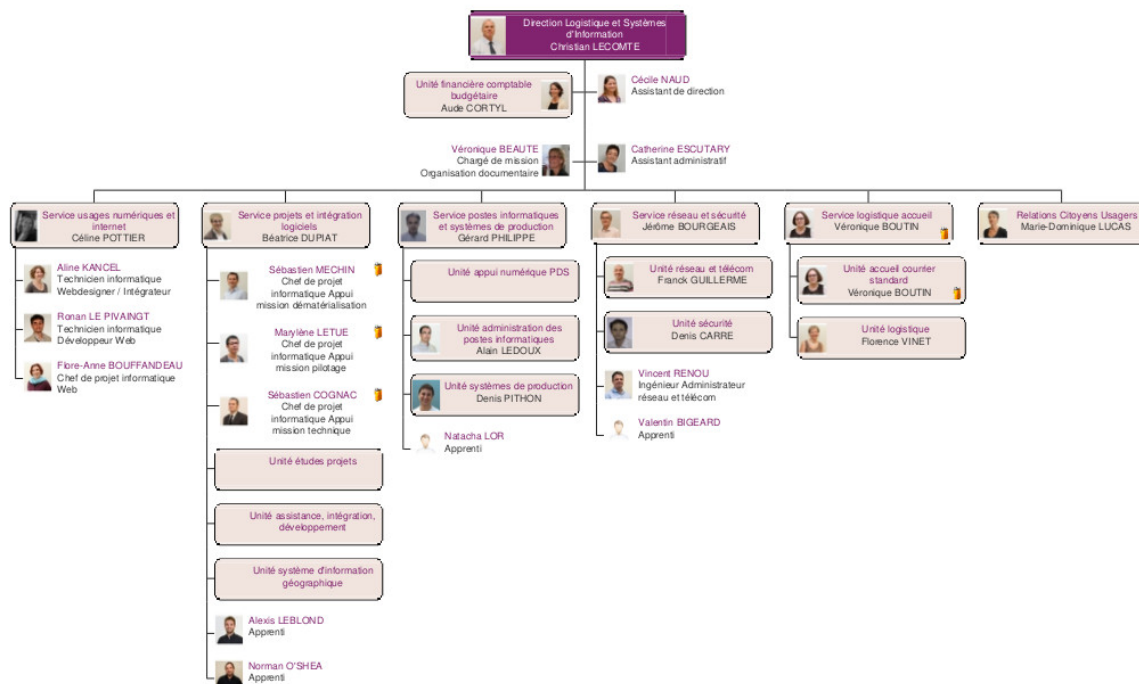 Direction Logistique et Systèmes
d'Information
Christian LECOMTE
Unité financière comptable
budgétaire
Aude CORTYL
Cécile NAUD
Assistant de direction
Véronique BEAUTE
Chargé de mission
Organisation documentaire
Catherine ESCUTARY
Assistant administratif
Service usages numériques et
internet
Céline POTTIER
Aline KANCEL
Technicien informatique
Webdesigner / Intégrateur
Ronan LE PIVAINGT
Technicien informatique
Développeur Web
Flore-Anne BOUFFANDEAU
Chef de projet informatique
Web
Service projets et intégration
logiciels
Béatrice DUPIAT
Sébastien MECHIN
Chef de projet
informatique Appui
mission dématérialisation
Marylène LETUE
Chef de projet
informatique Appui
mission pilotage
Sébastien COGNAC
Chef de projet
informatique Appui
mission technique
Unité études projets
Unité assistance, intégration,
développement
Unité système d'information
géographique
Alexis LEBLOND
Apprenti
Norman O'SHEA
Apprenti
Service postes informatiques
et systèmes de production
Gérard PHILIPPE
Unité appui numérique PDS
Unité administration des
postes informatiques
Alain LEDOUX
Unité systèmes de production
Denis PITHON
Natacha LOR
Apprenti
Service réseau et sécurité
Jérôme BOURGEAIS
Unité réseau et télécom
Franck GUILLERME
Unité sécurité
Denis CARRE
Vincent RENOU
Ingénieur Administrateur
réseau et télécom
Valentin BIGEARD
Apprenti
Service logistique accueil
Véronique BOUTIN
Unité accueil courrier
standard
Véronique BOUTIN
Unité logistique
Florence VINET
Relations Citoyens Usagers
Marie-Dominique LUCAS